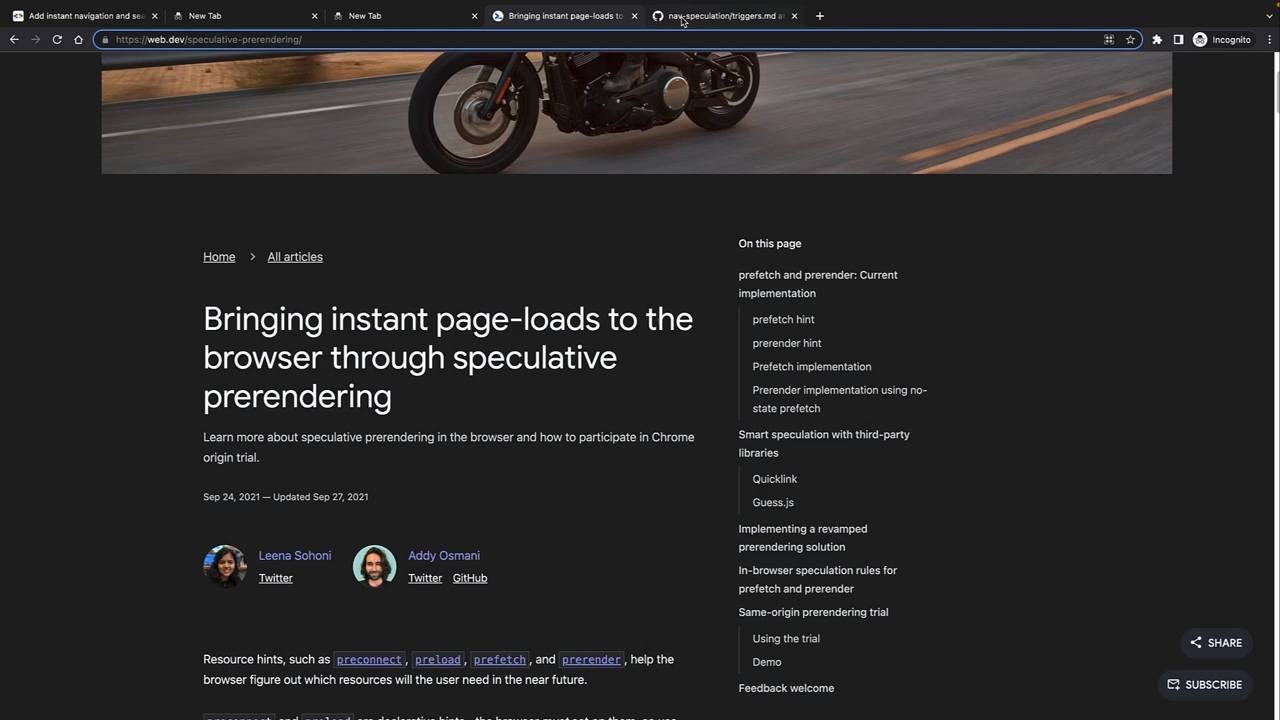 Add instant navigation and sea
New Tab
New Tab
Bringing instant page-loads to
nav-speculation/triggers.md at
https://web.dev/speculative-prerendering/
Incognito
Home > All articles
Bringing instant page-loads to the
browser through speculative
prerendering
Learn more about speculative prerendering in the browser and how to participate in Chrome
origin trial.
Sep 24, 2021 — Updated Sep 27, 2021
Leena Sohoni
Twitter
Addy Osmani
Twitter GitHub
Resource hints, such as preconnect, preload, prefetch, and prerender, help the
browser figure out which resources will the user need in the near future.
On this page
prefetch and prerender: Current
implementation
prefetch hint
prerender hint
Prefetch implementation
Prerender implementation using no-
state prefetch
Smart speculation with third-party
libraries
Quicklink
Guess.js
Implementing a revamped
prerendering solution
In-browser speculation rules for
prefetch and prerender
Same-origin prerendering trial
Using the trial
Demo
Feedback welcome
SHARE
SUBSCRIBE